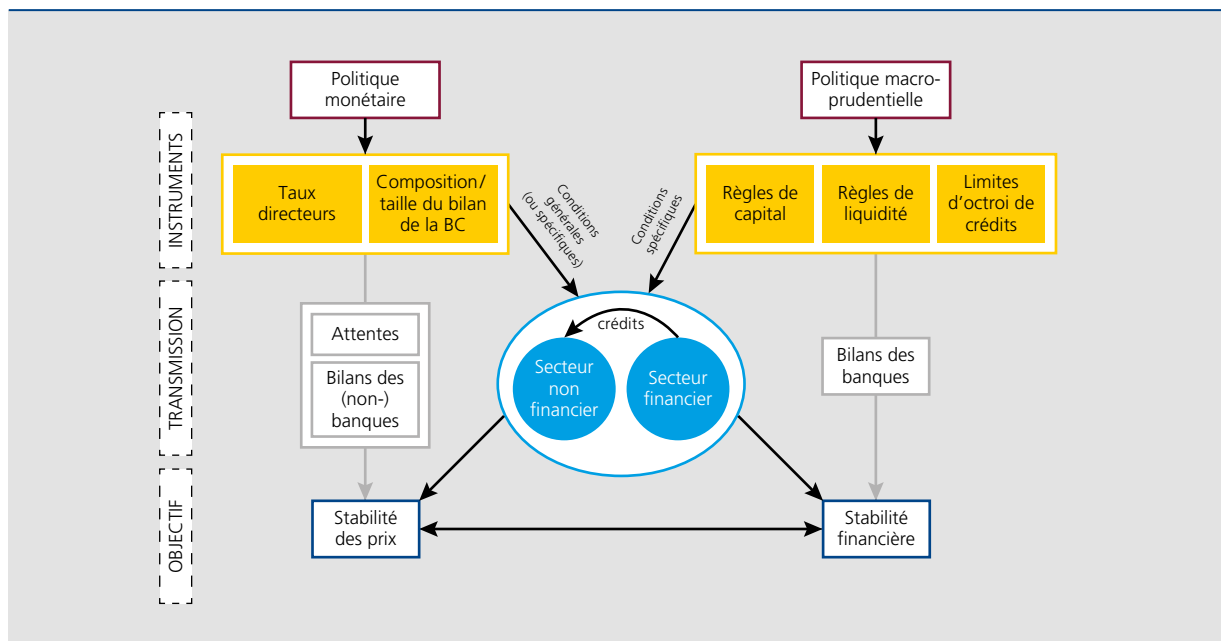 Politique
monétaire
Politique macro-
prudentielle
INSTRUMENTS
Taux
directeurs
Composition/
taille du bilan
de la BC
Conditions
générales
(ou spécifiques)
Conditions
spécifiques
Règles de
capital
Règles de
liquidité
Limites
d’octroi de
crédits
TRANSMISSION
Attentes
Bilans des
(non-)
banques
crédits
Secteur
non
financier
Secteur
financier
Bilans des
banques
OBJECTIF
Stabilité
des prix
Stabilité
financière